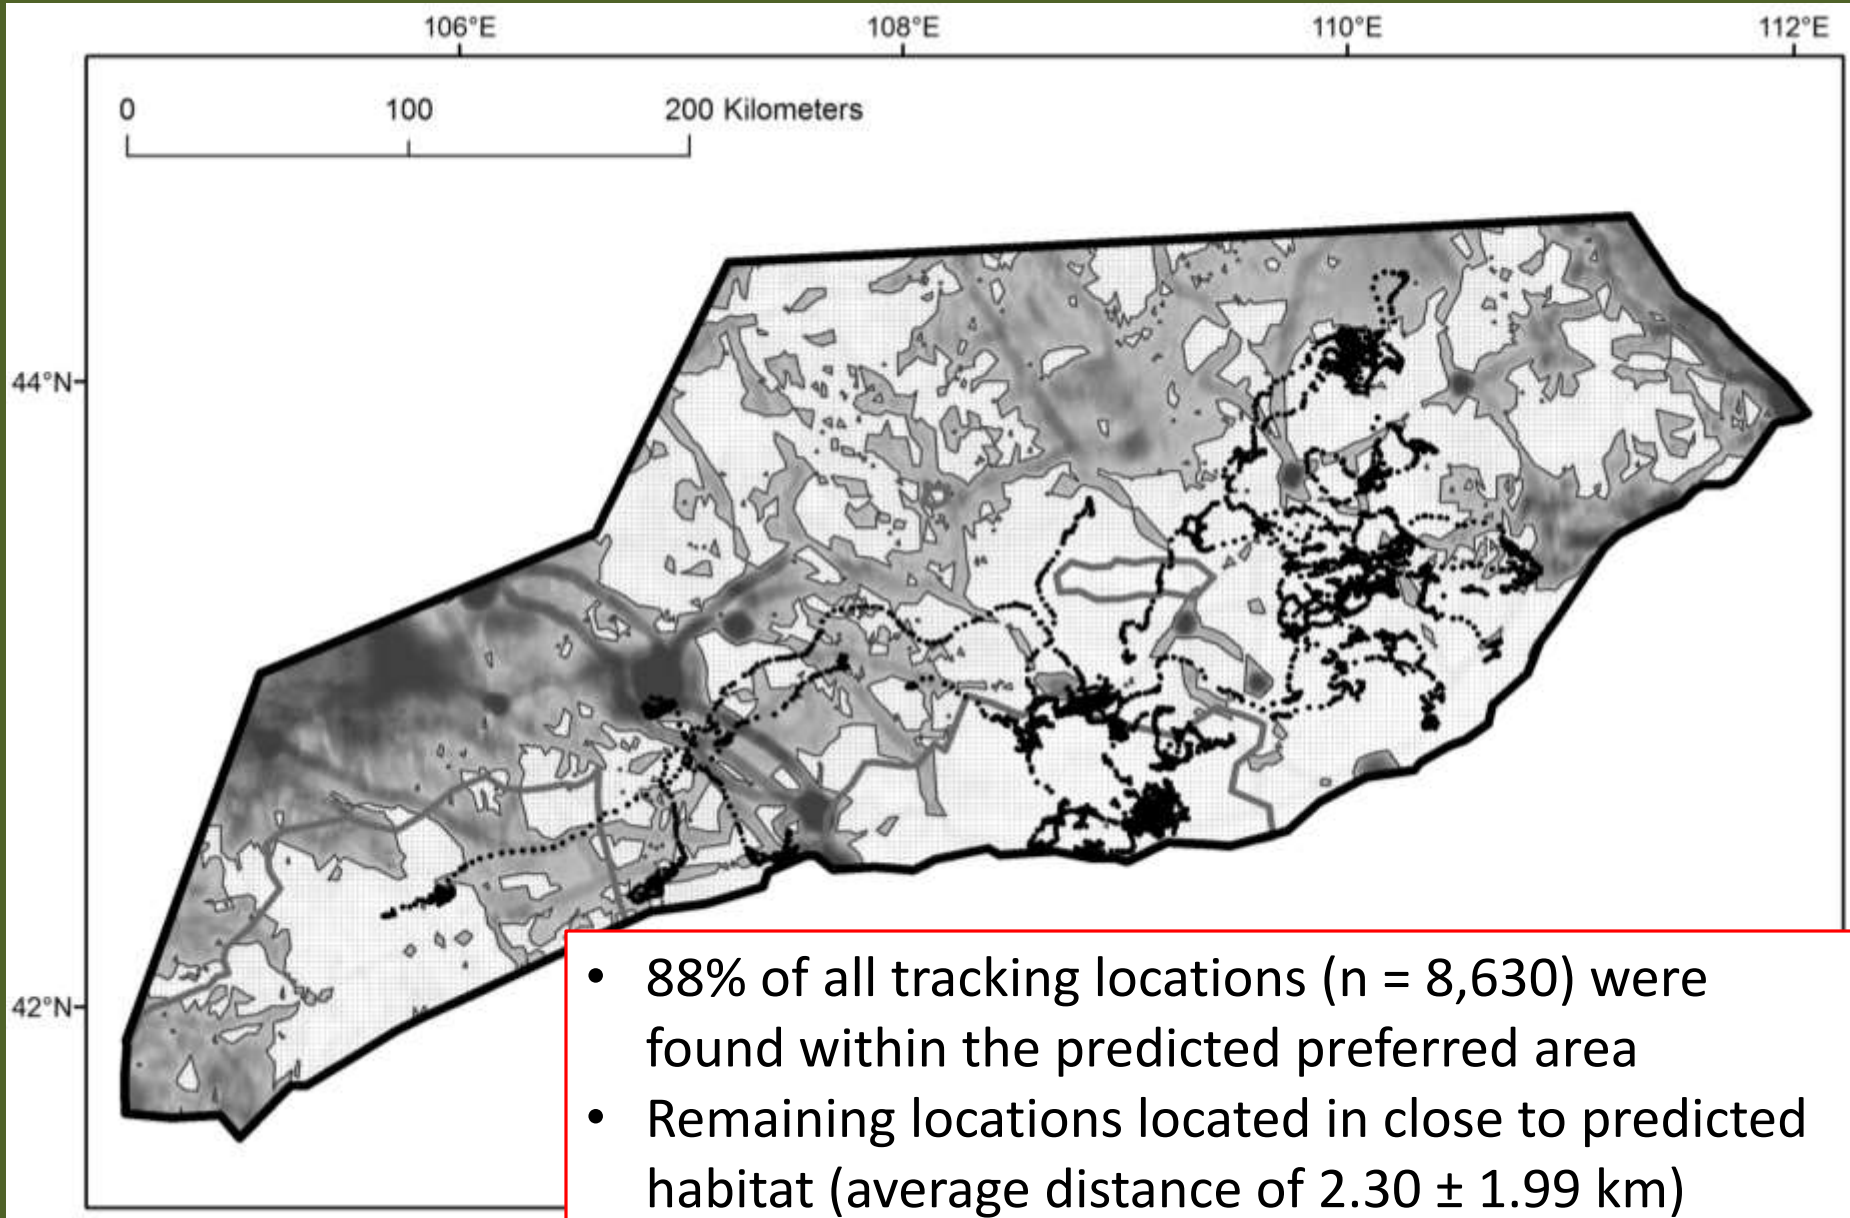 106°E 108°E 110°E 112°E
0 100 200 Kilometers
44°N
42°N
• 88% of all tracking locations (n = 8,630) were
found within the predicted preferred area
• Remaining locations located in close to predicted
habitat (average distance of 2.30 ± 1.99 km)